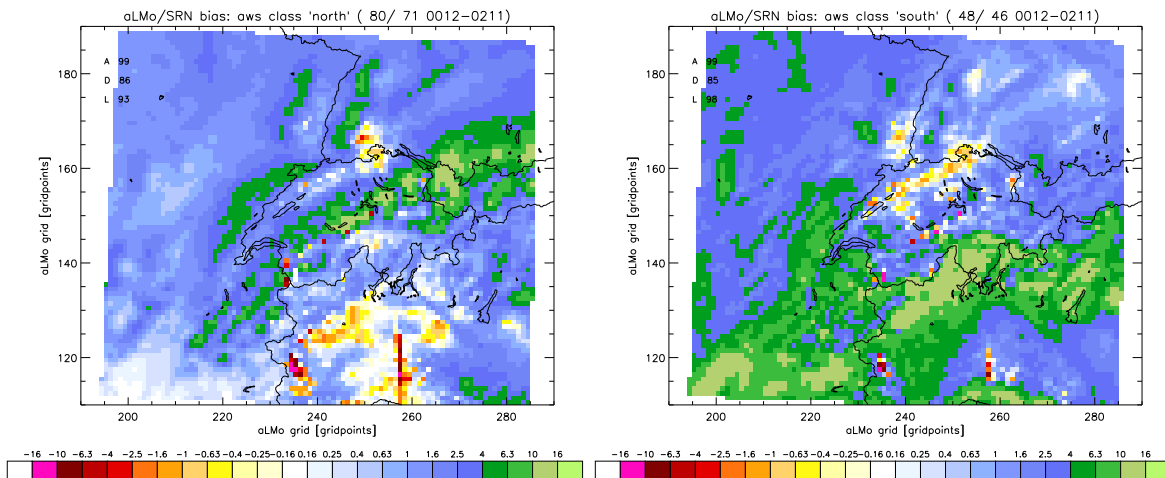 aLMo/SRN bias: aws class 'north' ( 80/ 71 0012-0211)
A 99
D 86
L 93
180
160
140
120
200 220 240 260 280
aLMo grid [gridpoints]
aLMo grid [gridpoints]
-16 -10 -6.3 -4 -2.5 -1.6 -1 -0.63 -0.4 -0.25 -0.16 0.16 0.25 0.4 0.63 1 1.6 2.5 4 6.3 10 16
aLMo/SRN bias: aws class 'south' ( 48/ 46 0012-0211)
A 99
D 85
L 98
180
160
140
120
200 220 240 260 280
aLMo grid [gridpoints]
aLMo grid [gridpoints]
-16 -10 -6.3 -4 -2.5 -1.6 -1 -0.63 -0.4 -0.25 -0.16 0.16 0.25 0.4 0.63 1 1.6 2.5 4 6.3 10 16